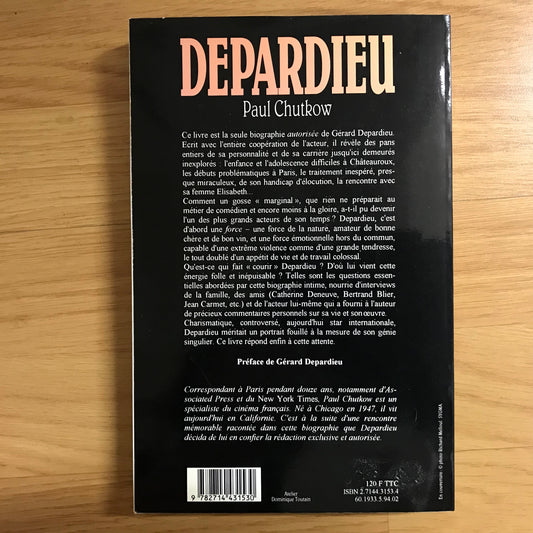 DEPARDIEU
Paul Chutkow
Ce livre est la seule biographie autorisée de Gérard Depardieu.
Ecrit avec l'entière coopération de l'acteur, il révèle des pans
entiers de sa personnalité et de sa carrière jusqu'ici demeurés
inexplorés : l'enfance et l'adolescence difficiles à Châteauroux,
les débuts problématiques à Paris, le traitement inespéré, pres-
que miraculeux, de son handicap d'élocution, la rencontre avec
sa femme Elisabeth...
Comment un gosse « marginal », que rien ne préparait au
métier de comédien et encore moins à la gloire, a-t-il pu devenir
l'un des plus grands acteurs de son temps ? Depardieu, c'est
d'abord une force – une force de la nature, amateur de bonne
chère et de bon vin, et une force émotionnelle hors du commun,
capable d'une extrême violence comme d'une grande tendresse,
le tout doublé d'un appétit de vie et de travail colossal.
Qu'est-ce qui fait « courir » Depardieu ? D'où lui vient cette
énergie folle et inépuisable ? Telles sont les questions essen-
tielles abordées par cette biographie intime, nourrie d'interviews
de la famille, des amis (Catherine Deneuve, Bertrand Blier,
Jean Carmet, etc.) et de l'acteur lui-même qui a fourni à l'auteur
de précieux commentaires personnels sur sa vie et son œuvre.
Charismatique, controversé, aujourd'hui star internationale,
Depardieu méritait un portrait fouillé à la mesure de son génie
singulier. Ce livre répond enfin à cette attente.
Préface de Gérard Depardieu
Correspondant à Paris pendant douze ans, notamment d'As-
sociated Press et du New York Times, Paul Chutkow est un
spécialiste du cinéma français. Né à Chicago en 1947, il vit
aujourd'hui en Californie. C'est à la suite d'une rencontre
mémorable racontée dans cette biographie que Depardieu
décida de lui en confier la rédaction exclusive et autorisée.
9 782714 431530
Atelier
Dominique Toutain
120 F TTC
ISBN 2.7144.3153.4
60.1933.5.94.02
En couverture : © photo Richard Melloul. SYGMA